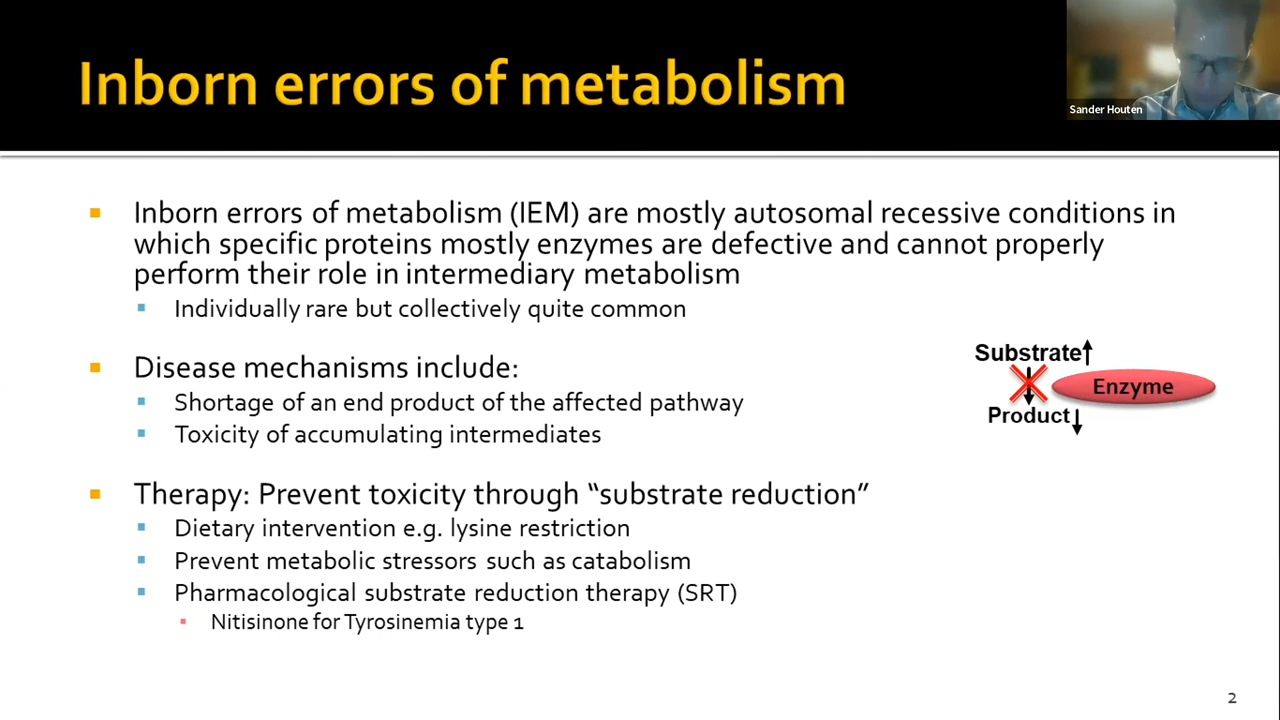 Inborn errors of metabolism
Sander Houten
Inborn errors of metabolism (IEM) are mostly autosomal recessive conditions in
which specific proteins mostly enzymes are defective and cannot properly
perform their role in intermediary metabolism
Individually rare but collectively quite common
Disease mechanisms include:
Shortage of an end product of the affected pathway
Toxicity of accumulating intermediates
Substrate
Enzyme
Product
Therapy: Prevent toxicity through “substrate reduction”
Dietary intervention e.g. lysine restriction
Prevent metabolic stressors such as catabolism
Pharmacological substrate reduction therapy (SRT)
Nitisinone for Tyrosinemia type 1
2